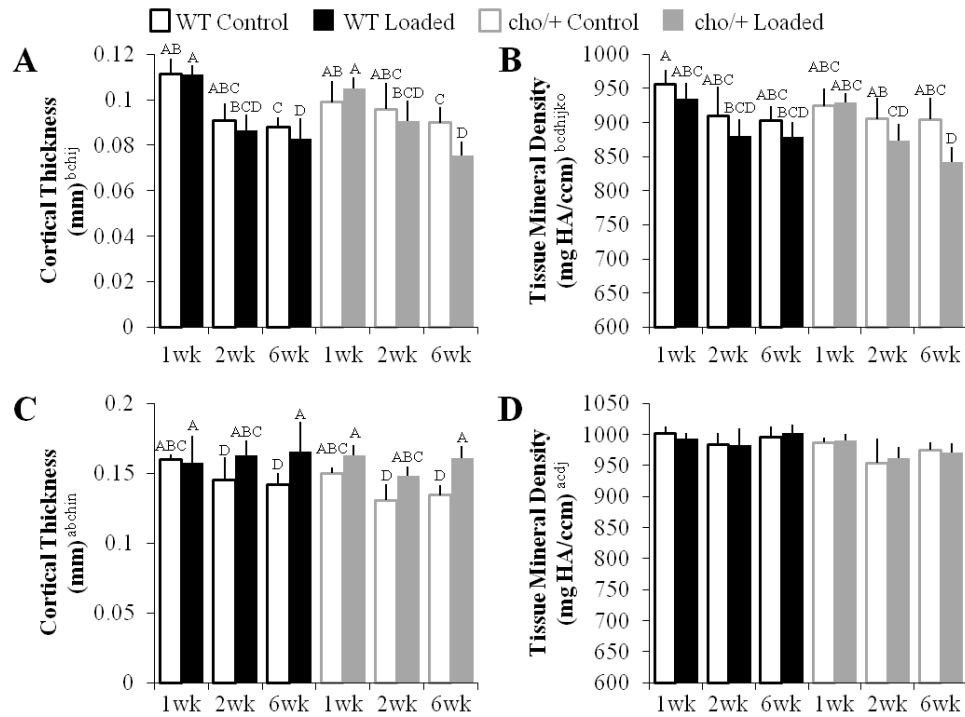 WT Control WT Loaded cho/+ Control cho/+ Loaded
A
Cortical Thickness
(mm) bchij
0.12
0.1
0.08
0.06
0.04
0.02
0
AB A ABC BCD C D AB A ABC BCD C D
1wk 2wk 6wk 1wk 2wk 6wk
B
Tissue Mineral Density
(mg HA/ccm) bcdhijko
1000
950
900
850
800
750
700
650
600
A ABC ABC BCD ABC BCD ABC ABC AB CD ABC D
1wk 2wk 6wk 1wk 2wk 6wk
C
Cortical Thickness
(mm) abchin
0.2
0.15
0.1
0.05
0
ABC A D ABC D A ABC A D ABC D A
1wk 2wk 6wk 1wk 2wk 6wk
D
Tissue Mineral Density
(mg HA/ccm) acdj
1050
1000
950
900
850
800
750
700
650
600
1wk 2wk 6wk 1wk 2wk 6wk